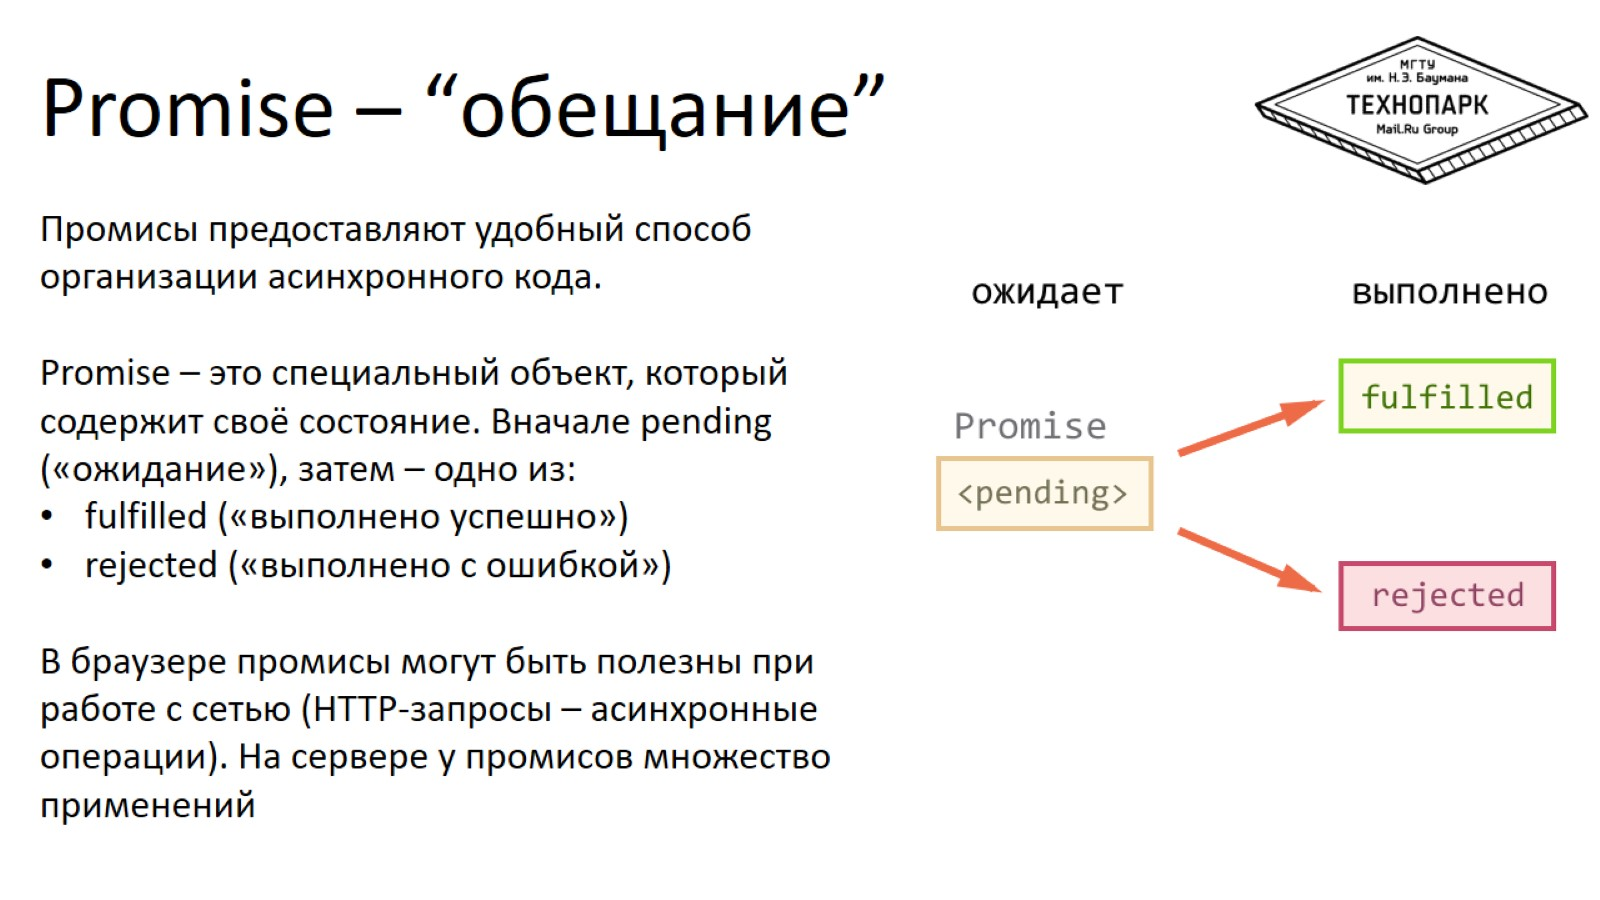 Promise – “обещание”
МГТУ
им. Н.Э. Баумана
ТЕХНОПАРК
Mail.Ru Group
Промисы предоставляют удобный способ
организации асинхронного кода.
Promise – это специальный объект, который
содержит своё состояние. Вначале pending
(«ожидание»), затем – одно из:
• fulfilled («выполнено успешно»)
• rejected («выполнено с ошибкой»)
В браузере промисы могут быть полезны при
работе с сетью (HTTP-запросы – асинхронные
операции). На сервере у промисов множество
применений
ожидает
выполнено
Promise
<pending>
fulfilled
rejected